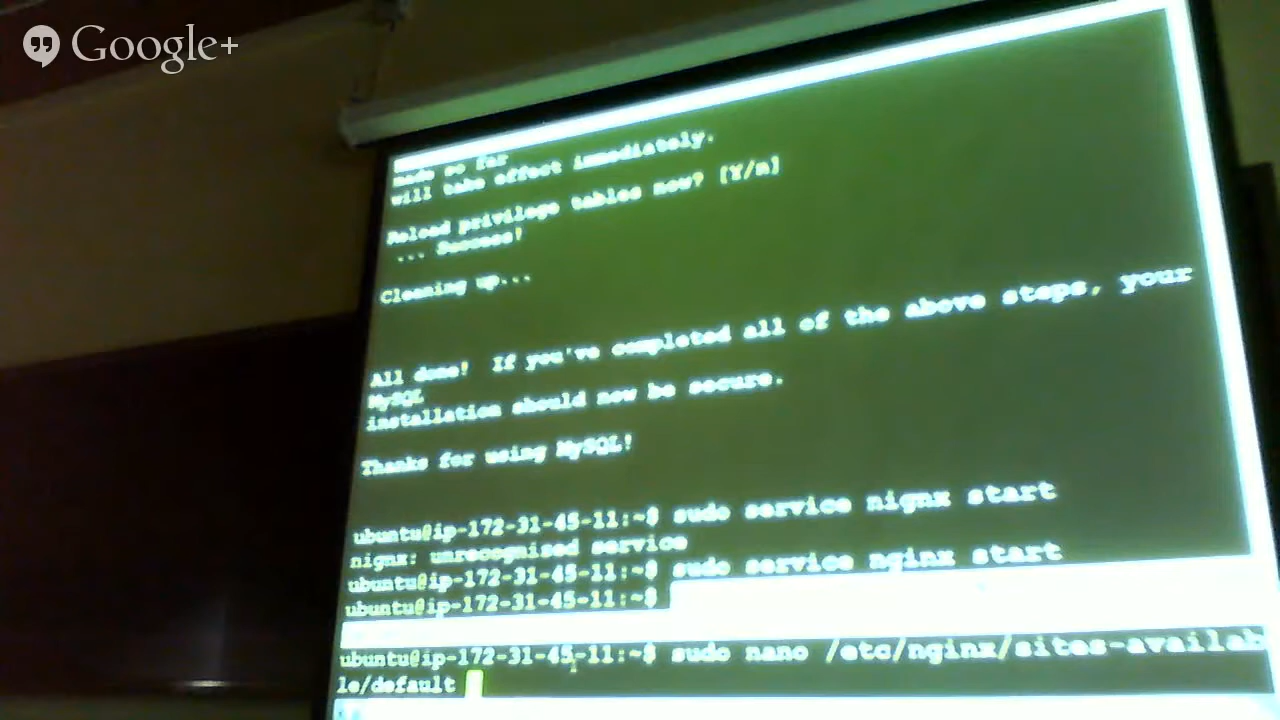 Google+
made so far
will take effect immediately.
Reload privilege tables now? [Y/n]
... Success!
Cleaning up...
All done!  If you've completed all of the above steps, your
MySQL
installation should now be secure.
Thanks for using MySQL!
ubuntu@ip-172-31-45-11:~$ sudo service nignx start
nignx: unrecognized service
ubuntu@ip-172-31-45-11:~$ sudo service nginx start
ubuntu@ip-172-31-45-11:~$
ubuntu@ip-172-31-45-11:~$ sudo nano /etc/nginx/sites-availab
le/default